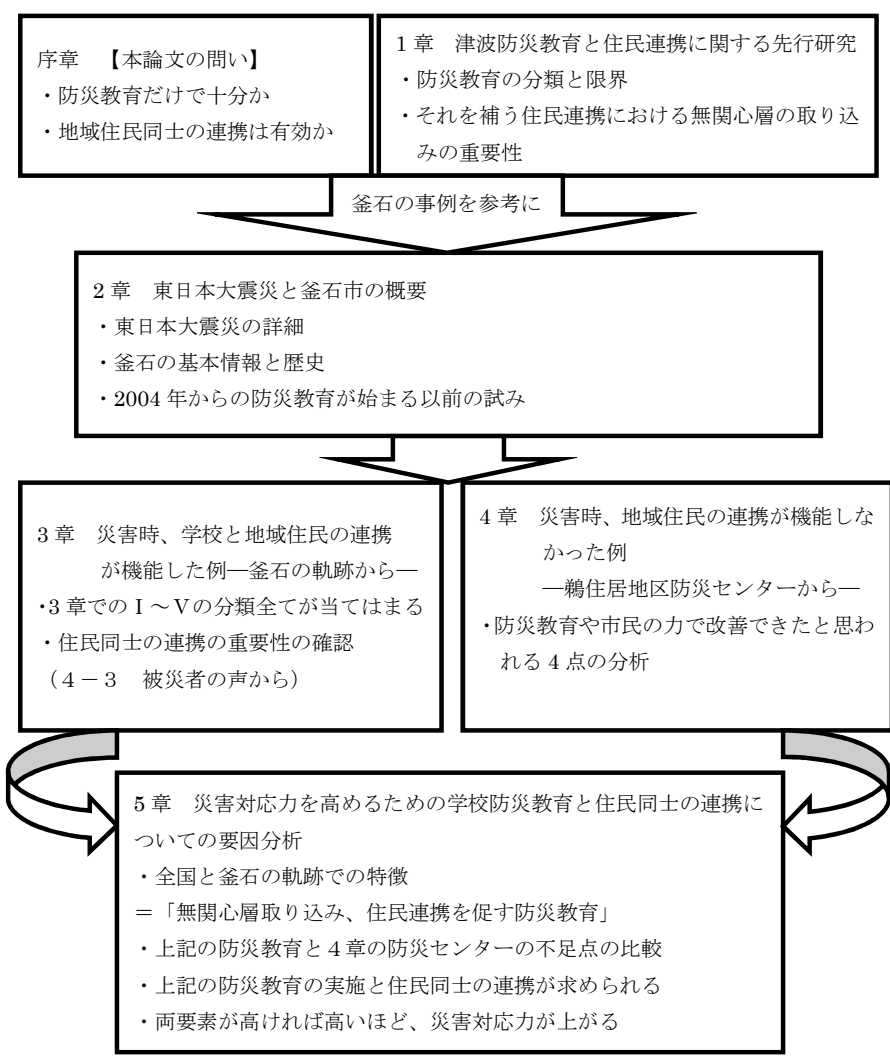 序章　【本論文の問い】
・防災教育だけで十分か
・地域住民同士の連携は有効か
1章　津波防災教育と住民連携に関する先行研究
・防災教育の分類と限界
・それを補う住民連携における無関心層の取り込
みの重要性
釜石の事例を参考に
2章　東日本大震災と釜石市の概要
・東日本大震災の詳細
・釜石の基本情報と歴史
・2004年からの防災教育が始まる以前の試み
3章　災害時、学校と地域住民の連携
が機能した例―釜石の軌跡から―
・3章でのⅠ～Ⅴの分類全てが当てはまる
・住民同士の連携の重要性の確認
（4－3　被災者の声から）
4章　災害時、地域住民の連携が機能しな
かった例
―鵜住居地区防災センターから―
・防災教育や市民の力で改善できたと思わ
れる4点の分析
5章　災害対応力を高めるための学校防災教育と住民同士の連携に
ついての要因分析
・全国と釜石の軌跡での特徴
＝「無関心層取り込み、住民連携を促す防災教育」
・上記の防災教育と4章の防災センターの不足点の比較
・上記の防災教育の実施と住民同士の連携が求められる
・両要素が高ければ高いほど、災害対応力が上がる